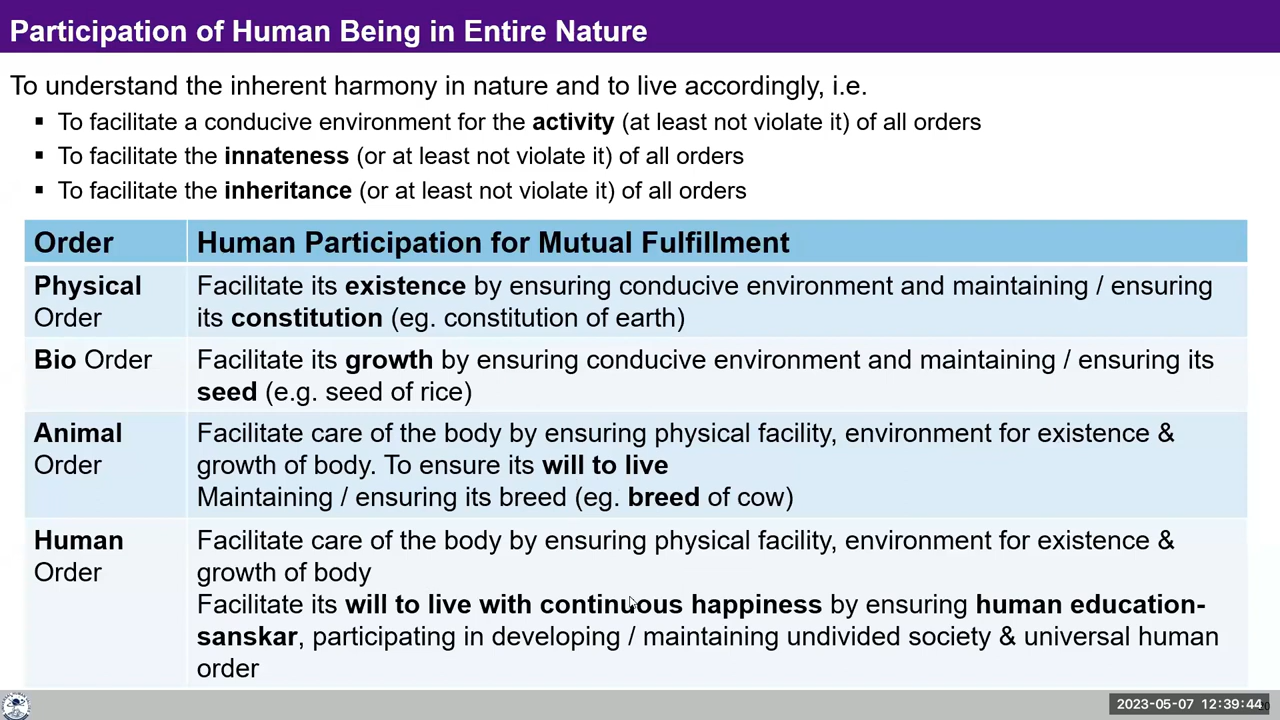 Participation of Human Being in Entire Nature
To understand the inherent harmony in nature and to live accordingly, i.e.
▪ To facilitate a conducive environment for the activity (at least not violate it) of all orders
▪ To facilitate the innateness (or at least not violate it) of all orders
▪ To facilitate the inheritance (or at least not violate it) of all orders
Order Human Participation for Mutual Fulfillment
Physical Order
Facilitate its existence by ensuring conducive environment and maintaining / ensuring
its constitution (eg. constitution of earth)
Bio Order
Facilitate its growth by ensuring conducive environment and maintaining / ensuring its
seed (e.g. seed of rice)
Animal Order
Facilitate care of the body by ensuring physical facility, environment for existence &
growth of body. To ensure its will to live
Maintaining / ensuring its breed (eg. breed of cow)
Human Order
Facilitate care of the body by ensuring physical facility, environment for existence &
growth of body
Facilitate its will to live with continuous happiness by ensuring human education-
sanskar, participating in developing / maintaining undivided society & universal human
order
2023-05-07 12:39:44